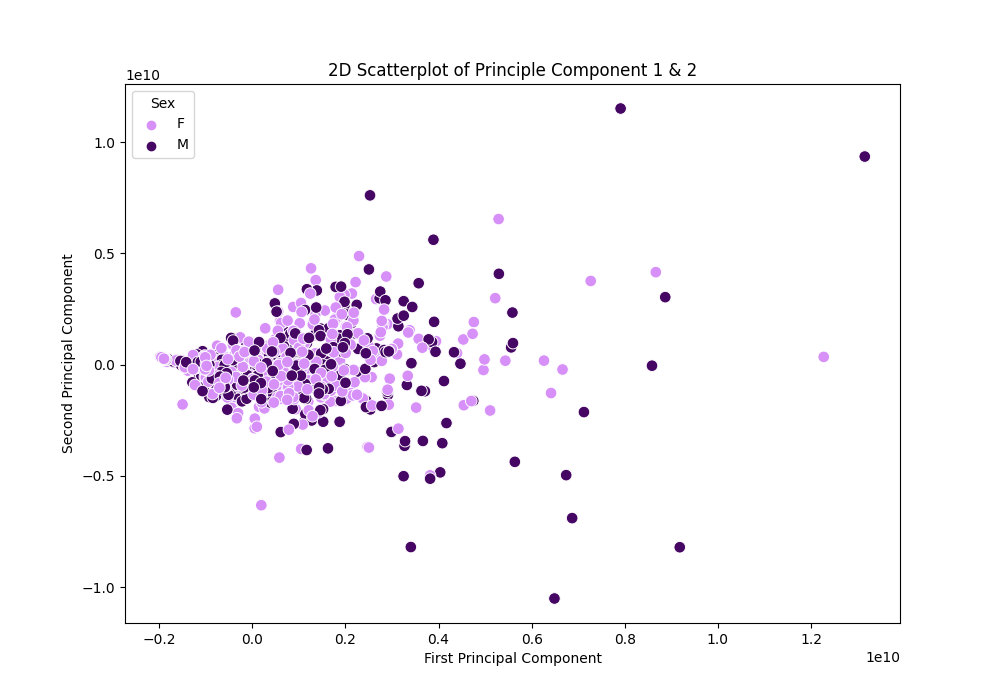 2D Scatterplot of Principle Component 1 & 2
1e10
Sex
F
M
1.0
0.5
0.0
−0.5
−1.0
Second Principal Component
−0.2
0.0
0.2
0.4
0.6
0.8
1.0
1.2
1e10
First Principal Component